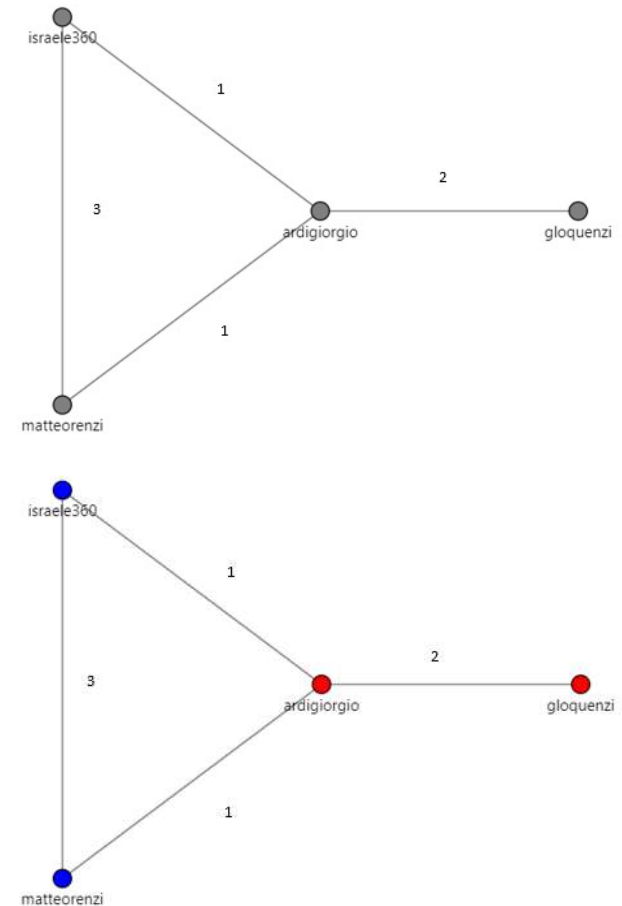 israele360
1
2
3
ardigiorgio
gloquenzi
1
matteorenzi
israele360
1
2
3
ardigiorgio
gloquenzi
1
matteorenzi